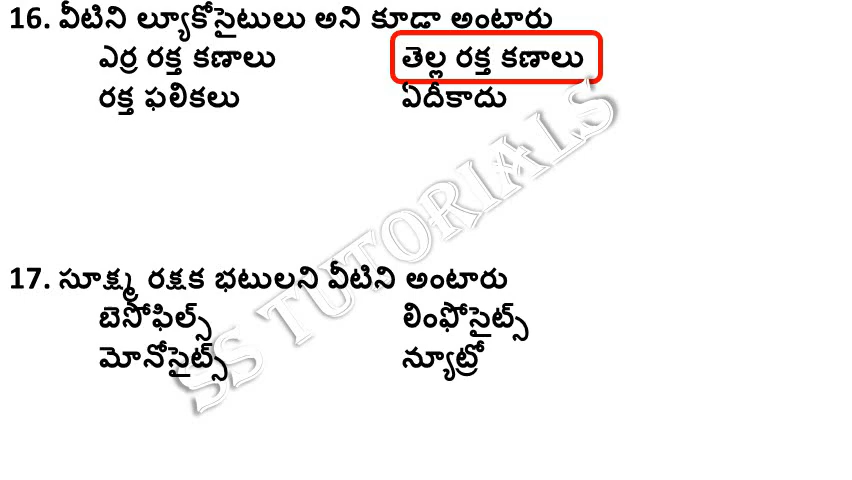 16. వీటిని ల్యూకోసైటులు అని కూడా అంటారు
ఎర్ర రక్త కణాలు తెల్ల రక్త కణాలు
రక్త ఫలికలు ఏదీకాదు
SS TUTORIALS
17. సూక్ష్మ రక్షక భటులని వీటిని అంటారు
బెసోఫిల్స్ లింఫోసైట్స్
మోనోసైట్స్ న్యూట్రో